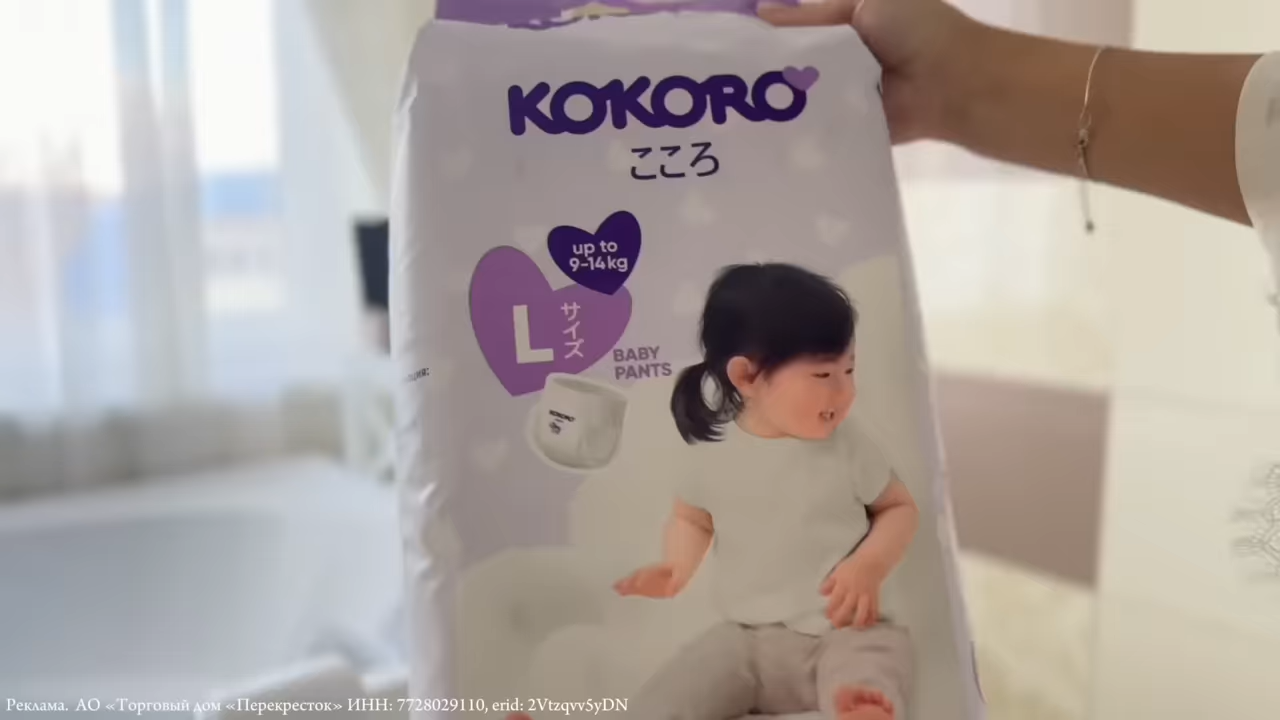 KOKORO
こころ
up to
9-14kg
L
サイズ
BABY
PANTS
KOKORO
Реклама. АО «Торговый дом «Перекресток» ИНН: 7728029110, erid: 2Vtzqvv5yDN